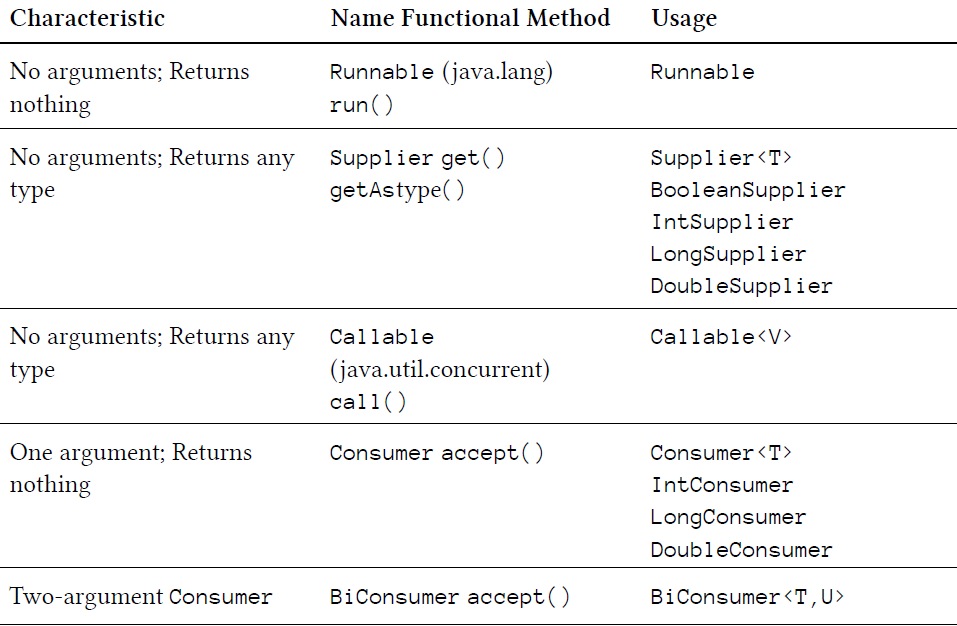 Characteristic Name Functional Method Usage
No arguments; Returns Runnable (java.lang) Runnable
nothing run()
No arguments; Returns any Supplier get() Supplier<T>
type getAstype() BooleanSupplier
IntSupplier
LongSupplier
DoubleSupplier
No arguments; Returns any Callable Callable<V>
type (java.util.concurrent)
call()
One argument; Returns Consumer accept() Consumer<T>
nothing IntConsumer
LongConsumer
DoubleConsumer
Two-argument Consumer BiConsumer accept() BiConsumer<T,U>